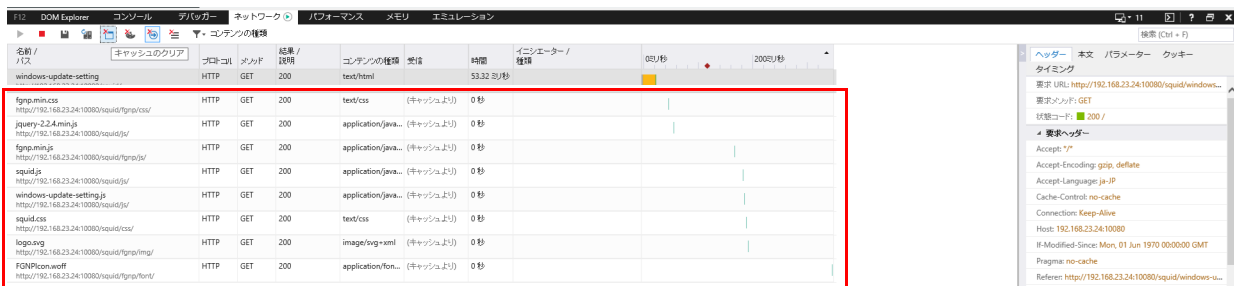 F12 DOM Explorer コンソール デバッガー ネットワーク パフォーマンス メモリ エミュレーション 11 ?
コンテンツの種類 検索 (Ctrl + F)
キャッシュのクリア
名前 / パス プロトコル メソッド 結果 / 説明 コンテンツの種類 受信 時間 イニシエーター / 種類 0ミリ秒 200ミリ秒
windows-update-setting HTTP GET 200 text/html 53.32 ミリ秒
fgnp.min.css HTTP GET 200 text/css (キャッシュより) 0 秒
http://192.168.23.24:10080/squid/fgnp/css/
jquery-2.2.4.min.js HTTP GET 200 application/java... (キャッシュより) 0 秒
http://192.168.23.24:10080/squid/js/
fgnp.min.js HTTP GET 200 application/java... (キャッシュより) 0 秒
http://192.168.23.24:10080/squid/fgnp/js/
squid.js HTTP GET 200 application/java... (キャッシュより) 0 秒
http://192.168.23.24:10080/squid/js/
windows-update-setting.js HTTP GET 200 application/java... (キャッシュより) 0 秒
http://192.168.23.24:10080/squid/js/
squid.css HTTP GET 200 text/css (キャッシュより) 0 秒
http://192.168.23.24:10080/squid/css/
logo.svg HTTP GET 200 image/svg+xml (キャッシュより) 0 秒
http://192.168.23.24:10080/squid/fgnp/img/
FGNPIcon.woff HTTP GET 200 application/fon... (キャッシュより) 0 秒
http://192.168.23.24:10080/squid/fgnp/font/
ヘッダー 本文 パラメーター クッキー
タイミング
要求 URL: http://192.168.23.24:10080/squid/windows...
要求メソッド: GET
状態コード: 200 /
要求ヘッダー
Accept: */*
Accept-Encoding: gzip, deflate
Accept-Language: ja-JP
Cache-Control: no-cache
Connection: Keep-Alive
Host: 192.168.23.24:10080
If-Modified-Since: Mon, 01 Jun 1970 00:00:00 GMT
Pragma: no-cache
Referer: http://192.168.23.24:10080/squid/windows-u...